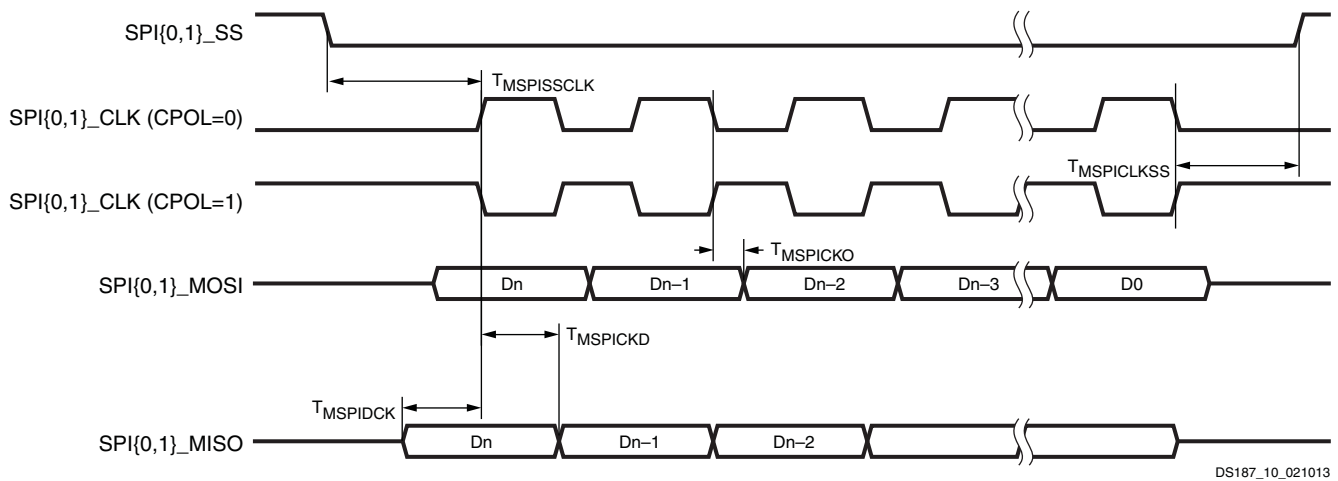 SPI{0,1}_SS
TMSPISSCLK
SPI{0,1}_CLK (CPOL=0)
TMSPICLKSS
SPI{0,1}_CLK (CPOL=1)
TMSPICKO
SPI{0,1}_MOSI Dn Dn–1 Dn–2 Dn–3 D0
TMSPICKD
TMSPIDCK
SPI{0,1}_MISO Dn Dn–1 Dn–2
DS187_10_021013